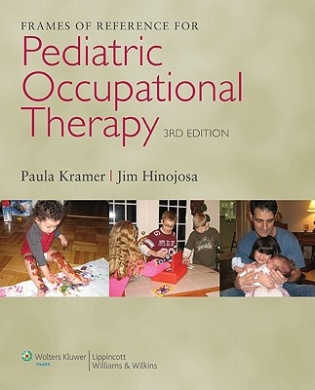 FRAMES OF REFERENCE FOR
Pediatric
Occupational
Therapy 3RD EDITION
Paula Kramer | Jim Hinojosa
Wolters Kluwer | Lippincott
Health Williams & Wilkins